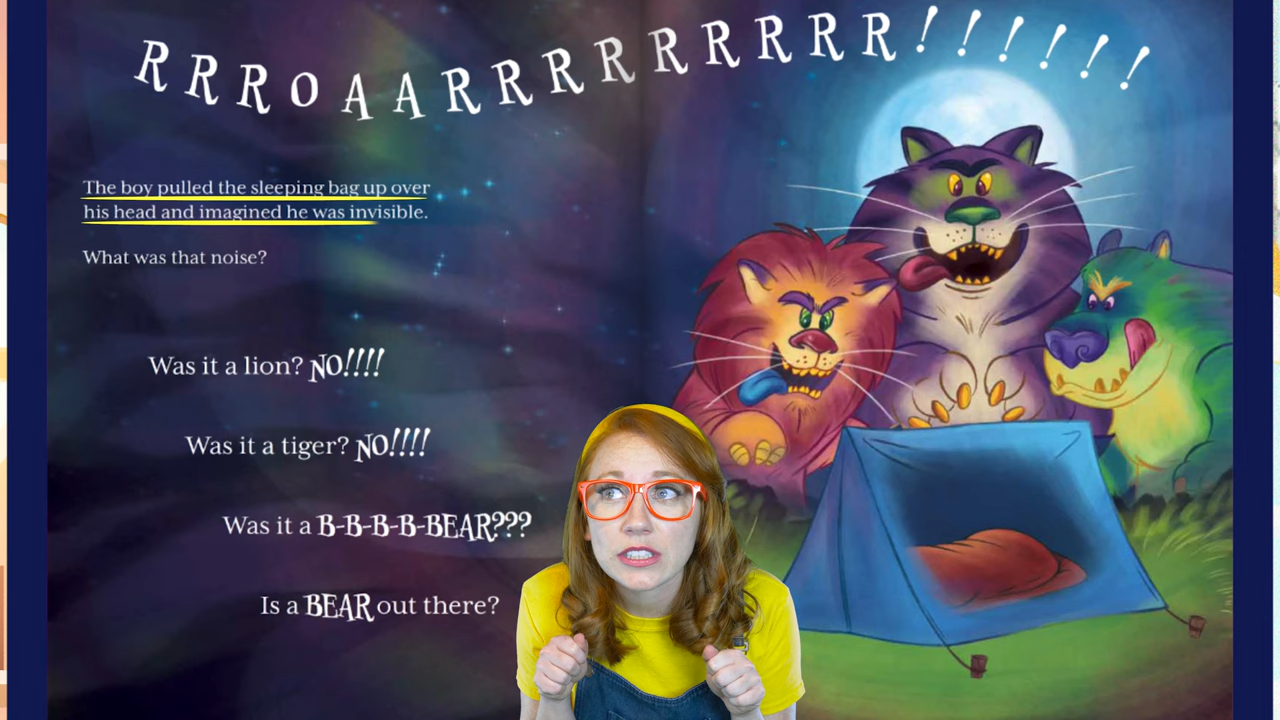 RRROAARRRRRRRRR!!!!!!
The boy pulled the sleeping bag up over
his head and imagined he was invisible.
What was that noise?
Was it a lion? NO!!!!
Was it a tiger? NO!!!!
Was it a B-B-B-B-BEAR???
Is a BEAR out there?